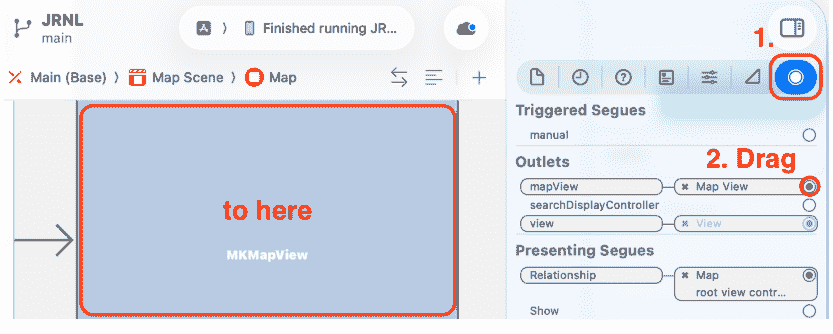 JRNL
main
Finished running JR...
1.
Main (Base) 〉 Map Scene 〉 Map
Triggered Segues
manual
Outlets
2. Drag
mapView
Map View
searchDisplayController
view
View
to here
MKMapView
Presenting Segues
Relationship
Map
root view contr...
Show